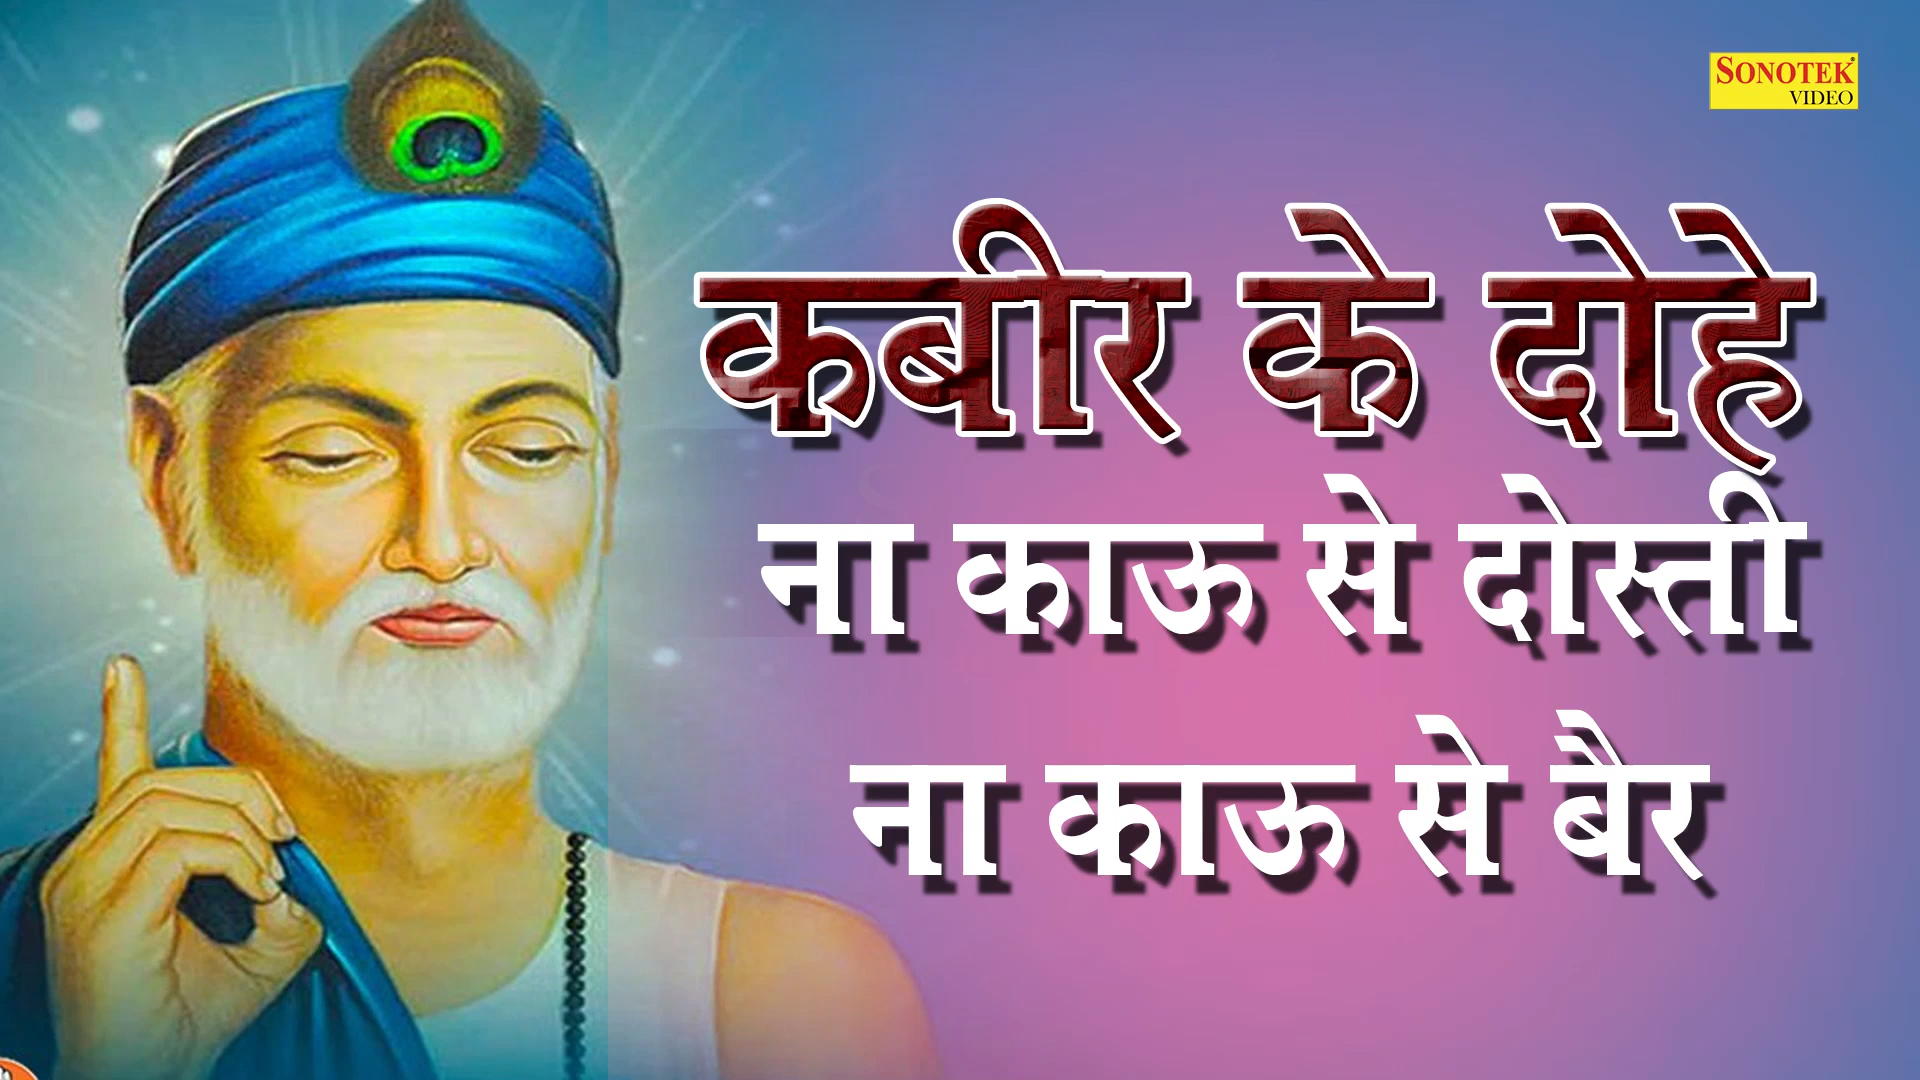 SONOTEK
VIDEO
कबीर के दोहे
ना काऊ से दोस्ती
ना काऊ से बैर